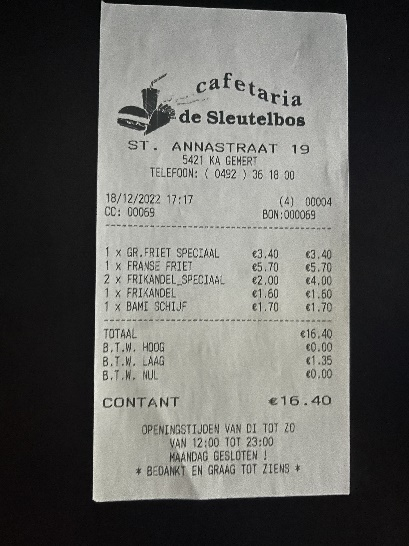 cafetaria
de Sleutelbos
ST. ANNASTRAAT 19
5421 KA GEMERT
TELEFOON: ( 0492 ) 36 18 00
18/12/2022 17:17 (4) 00004
CC: 00069 BON:000069
1 x GR.FRIET SPECIAAL €3.40 €3.40
1 x FRANSE FRIET €5.70 €5.70
2 x FRIKANDEL_SPECIAAL €2.00 €4.00
1 x FRIKANDEL €1.60 €1.60
1 x BAMI SCHIJF €1.70 €1.70
TOTAAL €16.40
B.T.W. HOOG €0.00
B.T.W. LAAG €1.35
B.T.W. NUL €0.00
CONTANT €16.40
OPENINGSTIJDEN VAN DI TOT ZO
VAN 12:00 TOT 23:00
MAANDAG GESLOTEN !
* BEDANKT EN GRAAG TOT ZIENS *